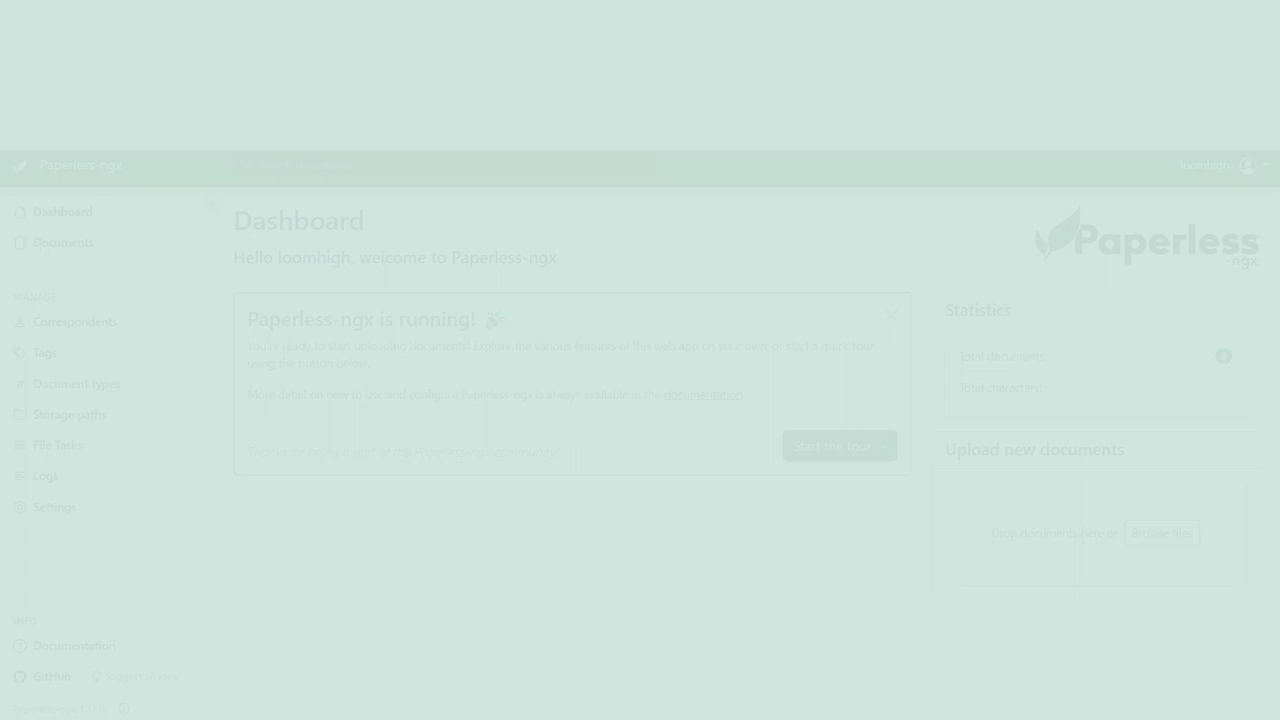 Paperless-ngx
loomhigh
Dashboard
Documents
MANAGE
Correspondents
Tags
Document types
Storage paths
File Tasks
Logs
Settings
INFO
Documentation
GitHub
Dashboard
Hello loomhigh, welcome to Paperless-ngx
Paperless-ngx is running! 🎉
You're ready to start uploading documents! Explore the various features of this web app on your own, or start a quick tour
using the button below.
More detail on how to use and configure Paperless-ngx is always available in the documentation.
Thanks for being a part of the Paperless-ngx community!
Start the tour →
Paperless
-ngx
Statistics
Total documents:
Total characters:
Upload new documents
Drop documents here or Browse files